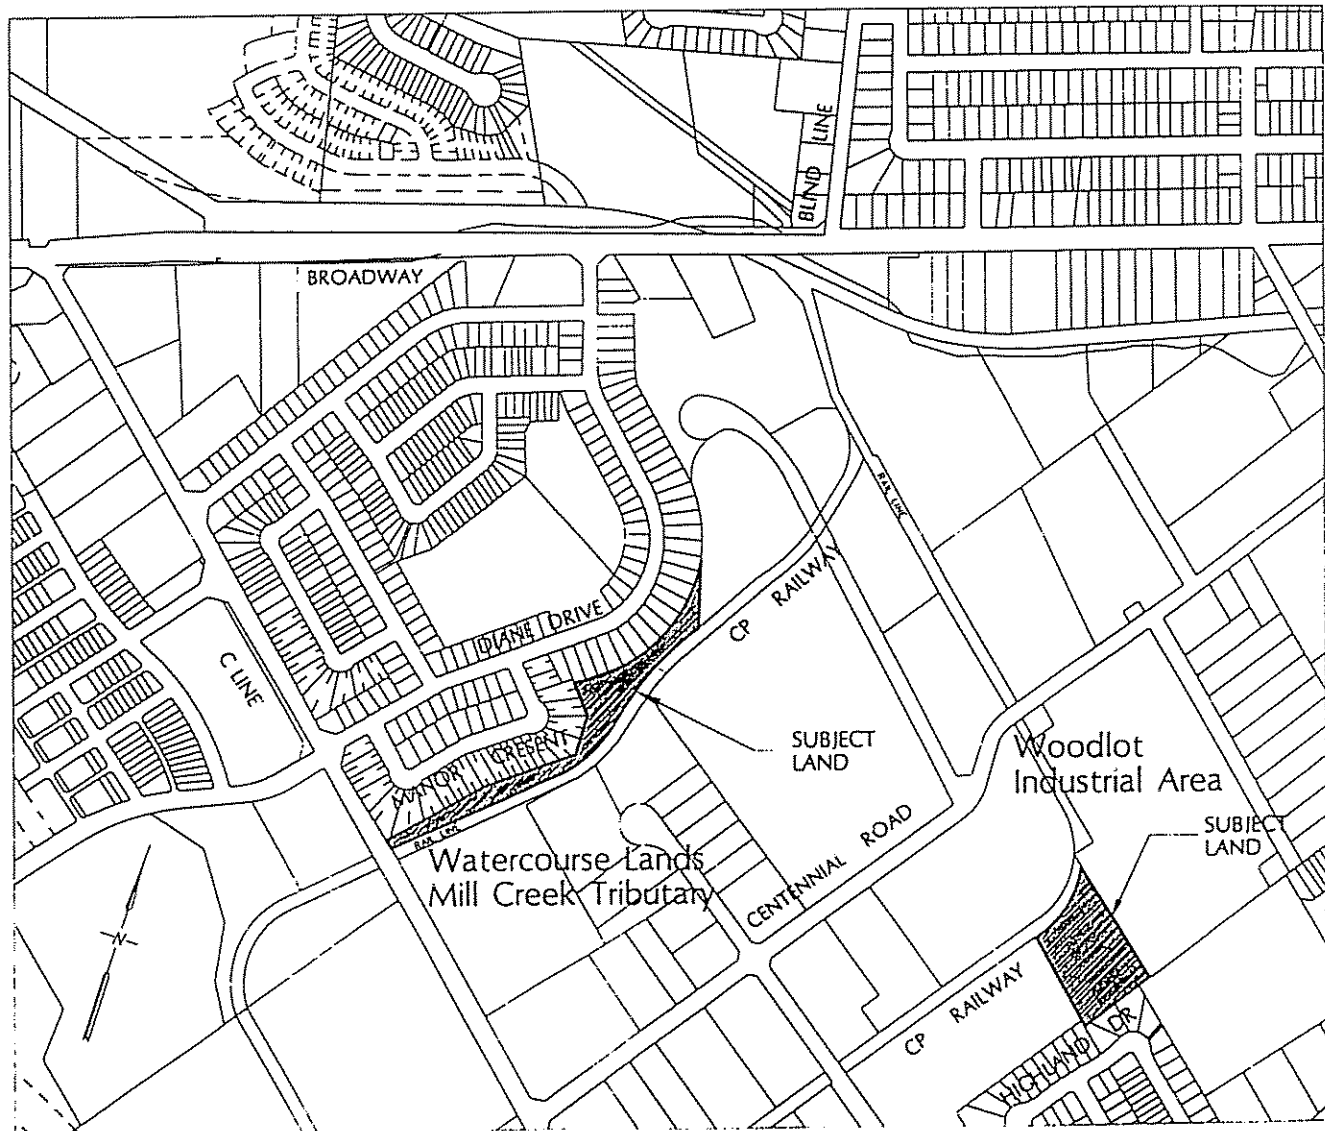 BLIND LINE
BROADWAY
RAIL LINE
CP RAILWAY
DIANE DRIVE
C LINE
SUBJECT
LAND
Woodlot
Industrial Area
MANOR CRESENT
SUBJECT
LAND
RAIL LINE
CENTENNIAL ROAD
Watercourse Lands
Mill Creek Tributary
N
CP RAILWAY
HIGHLAND DR